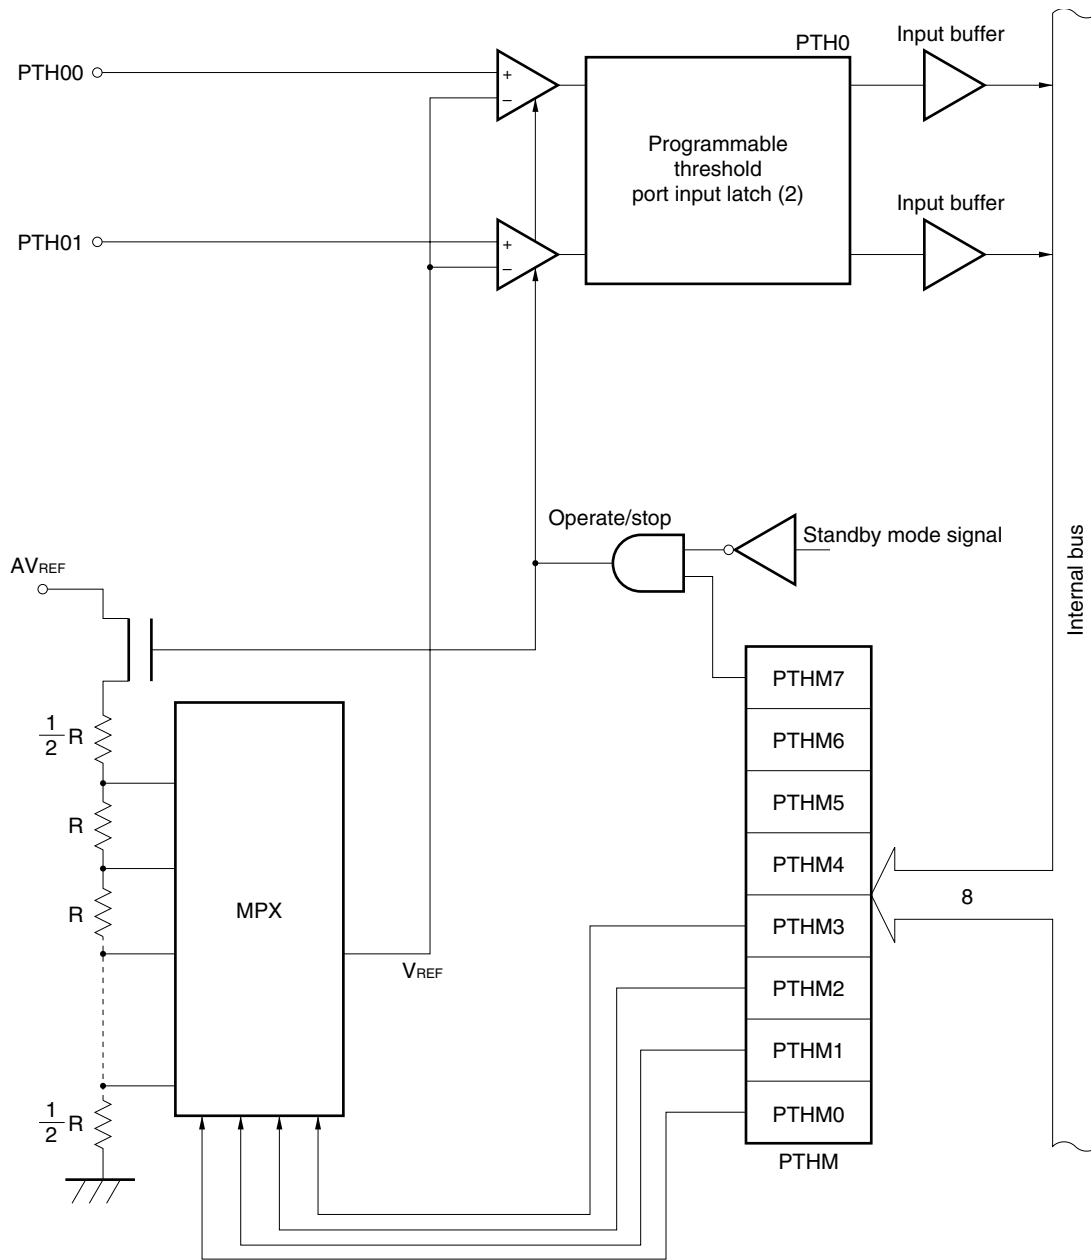 PTH00
+
–
PTH0
Programmable
threshold
port input latch (2)
Input buffer
PTH01
+
–
Input buffer
Internal bus
Operate/stop
Standby mode signal
AVREF
1/2 R
R
R
1/2 R
MPX
VREF
PTHM7
PTHM6
PTHM5
PTHM4
PTHM3
PTHM2
PTHM1
PTHM0
PTHM
8